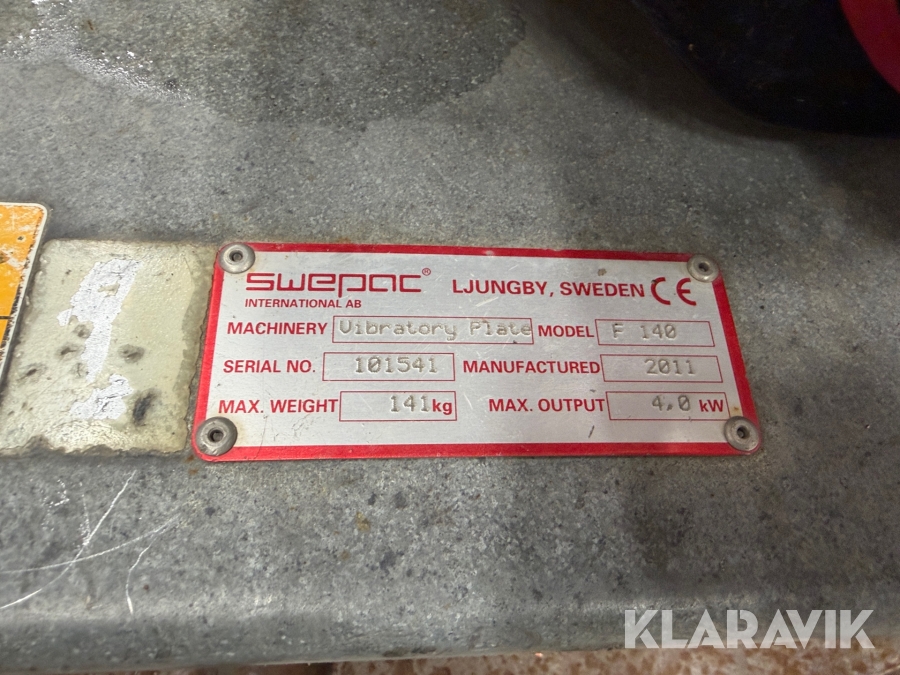 swepac® LJUNGBY, SWEDEN CE
INTERNATIONAL AB
MACHINERY Vibratory Plate MODEL F 140
SERIAL NO. 101541 MANUFACTURED 2011
MAX. WEIGHT 141kg MAX. OUTPUT 4,0 kW
KLARAVIK